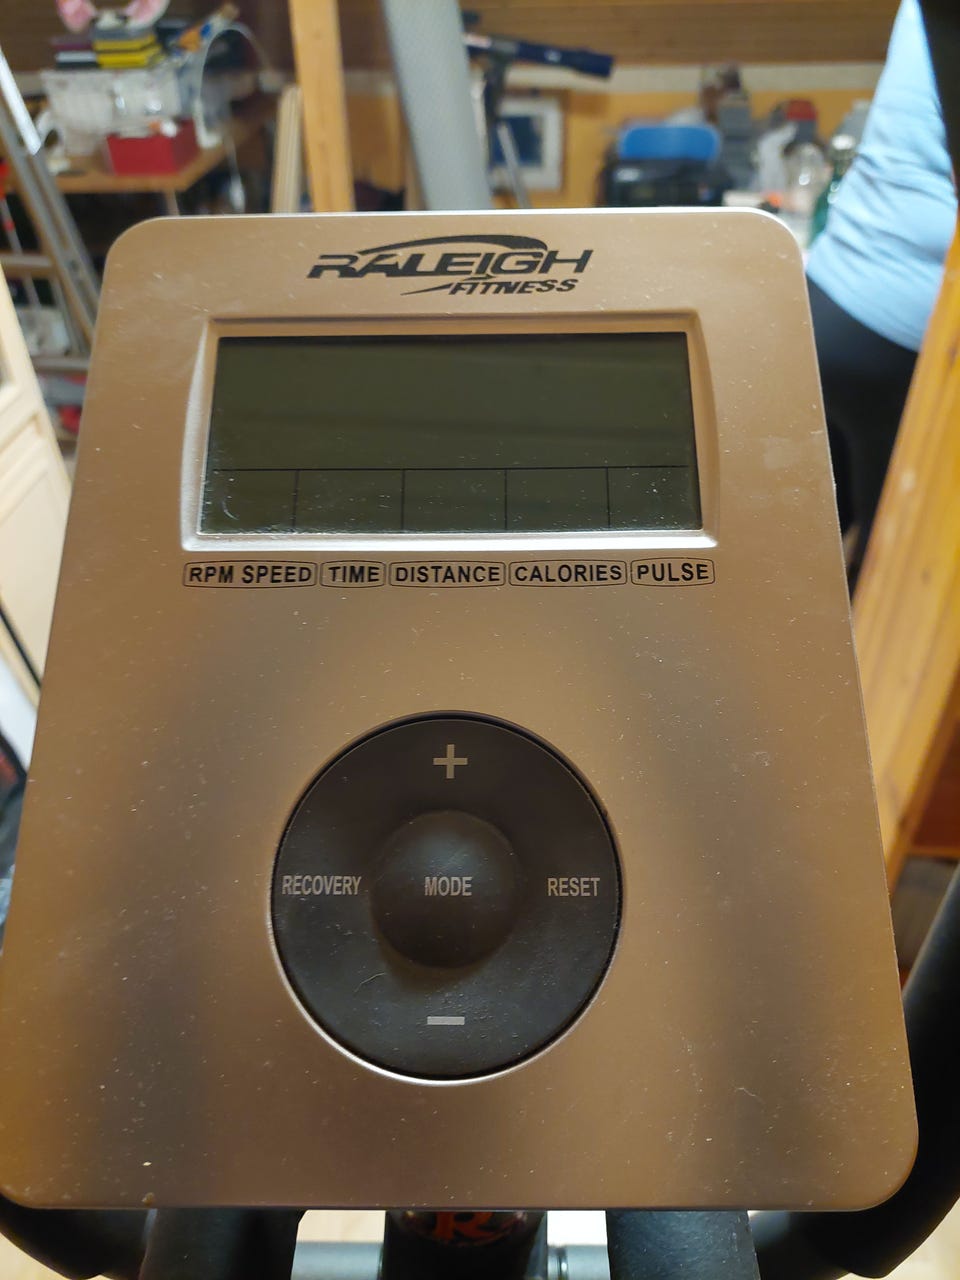 RALEIGH
FITNESS
RPM SPEED TIME DISTANCE CALORIES PULSE
+
RECOVERY MODE RESET
−